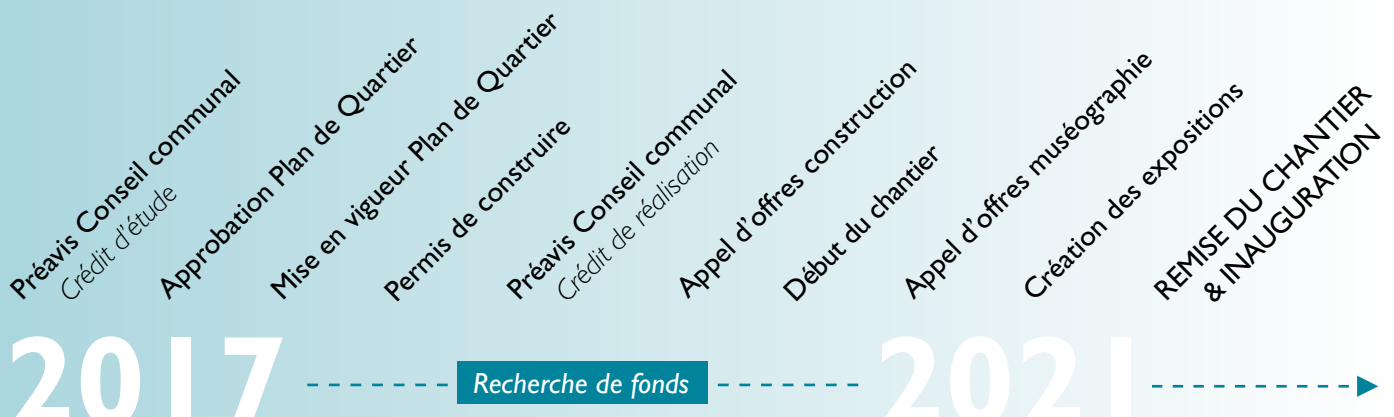 Préavis Conseil communal
Crédit d'étude
Approbation Plan de Quartier
Mise en vigueur Plan de Quartier
Permis de construire
Préavis Conseil communal
Crédit de réalisation
Appel d'offres construction
Début du chantier
Appel d'offres muséographie
Création des expositions
REMISE DU CHANTIER
& INAUGURATION
2017
Recherche de fonds
2021